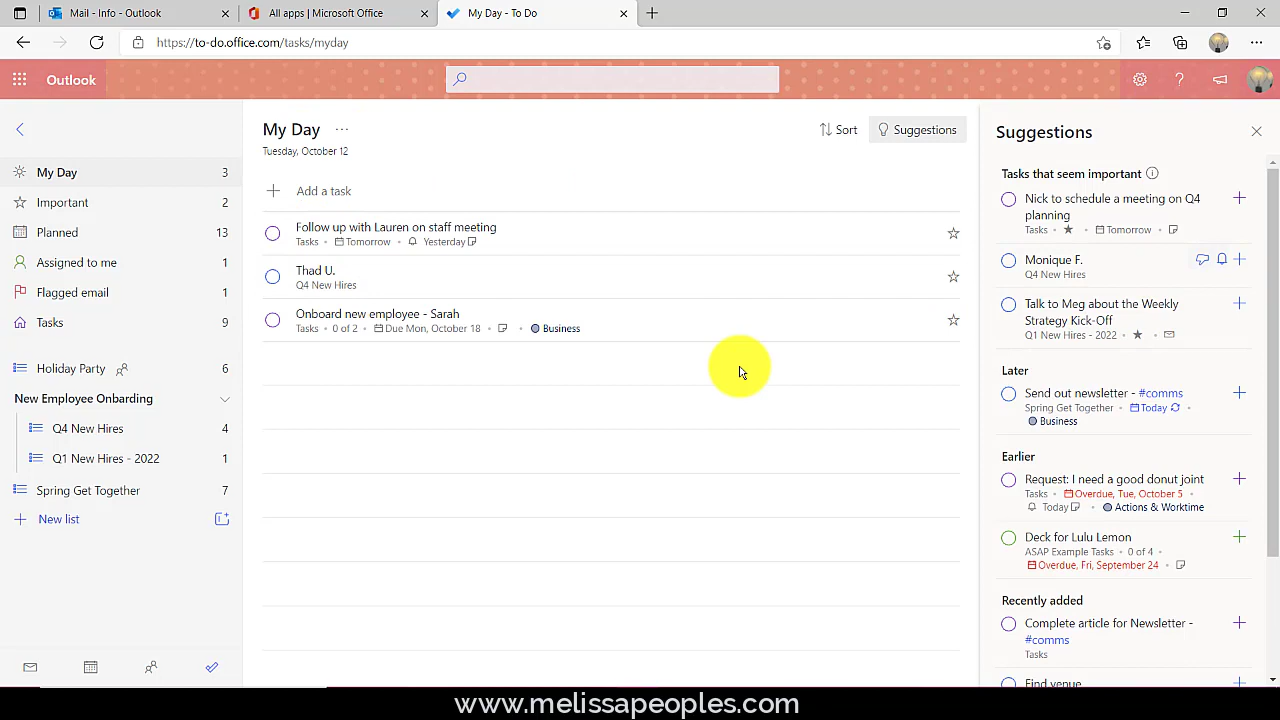 Mail - Info - Outlook
All apps | Microsoft Office
My Day - To Do
https://to-do.office.com/tasks/myday
Outlook
My Day 3
Important 2
Planned 13
Assigned to me 1
Flagged email 1
Tasks 9
Holiday Party 6
New Employee Onbarding
Q4 New Hires 4
Q1 New Hires - 2022 1
Spring Get Together 7
New list
My Day ...
Tuesday, October 12
Sort
Suggestions
Add a task
Follow up with Lauren on staff meeting
Tasks • Tomorrow • Yesterday
Thad U.
Q4 New Hires
Onboard new employee - Sarah
Tasks • 0 of 2 • Due Mon, October 18 • • Business
Suggestions
Tasks that seem important
Nick to schedule a meeting on Q4
planning
Tasks • ★ • Tomorrow •
Monique F.
Q4 New Hires
Talk to Meg about the Weekly
Strategy Kick-Off
Q1 New Hires - 2022 • ★ •
Later
Send out newsletter - #comms
Spring Get Together • Today •
Business
Earlier
Request: I need a good donut joint
Tasks • Overdue, Tue, October 5
Today • Actions & Worktime
Deck for Lulu Lemon
ASAP Example Tasks • 0 of 4 •
Overdue, Fri, September 24 •
Recently added
Complete article for Newsletter -
#comms
Tasks
Find venue
www.melissapeoples.com